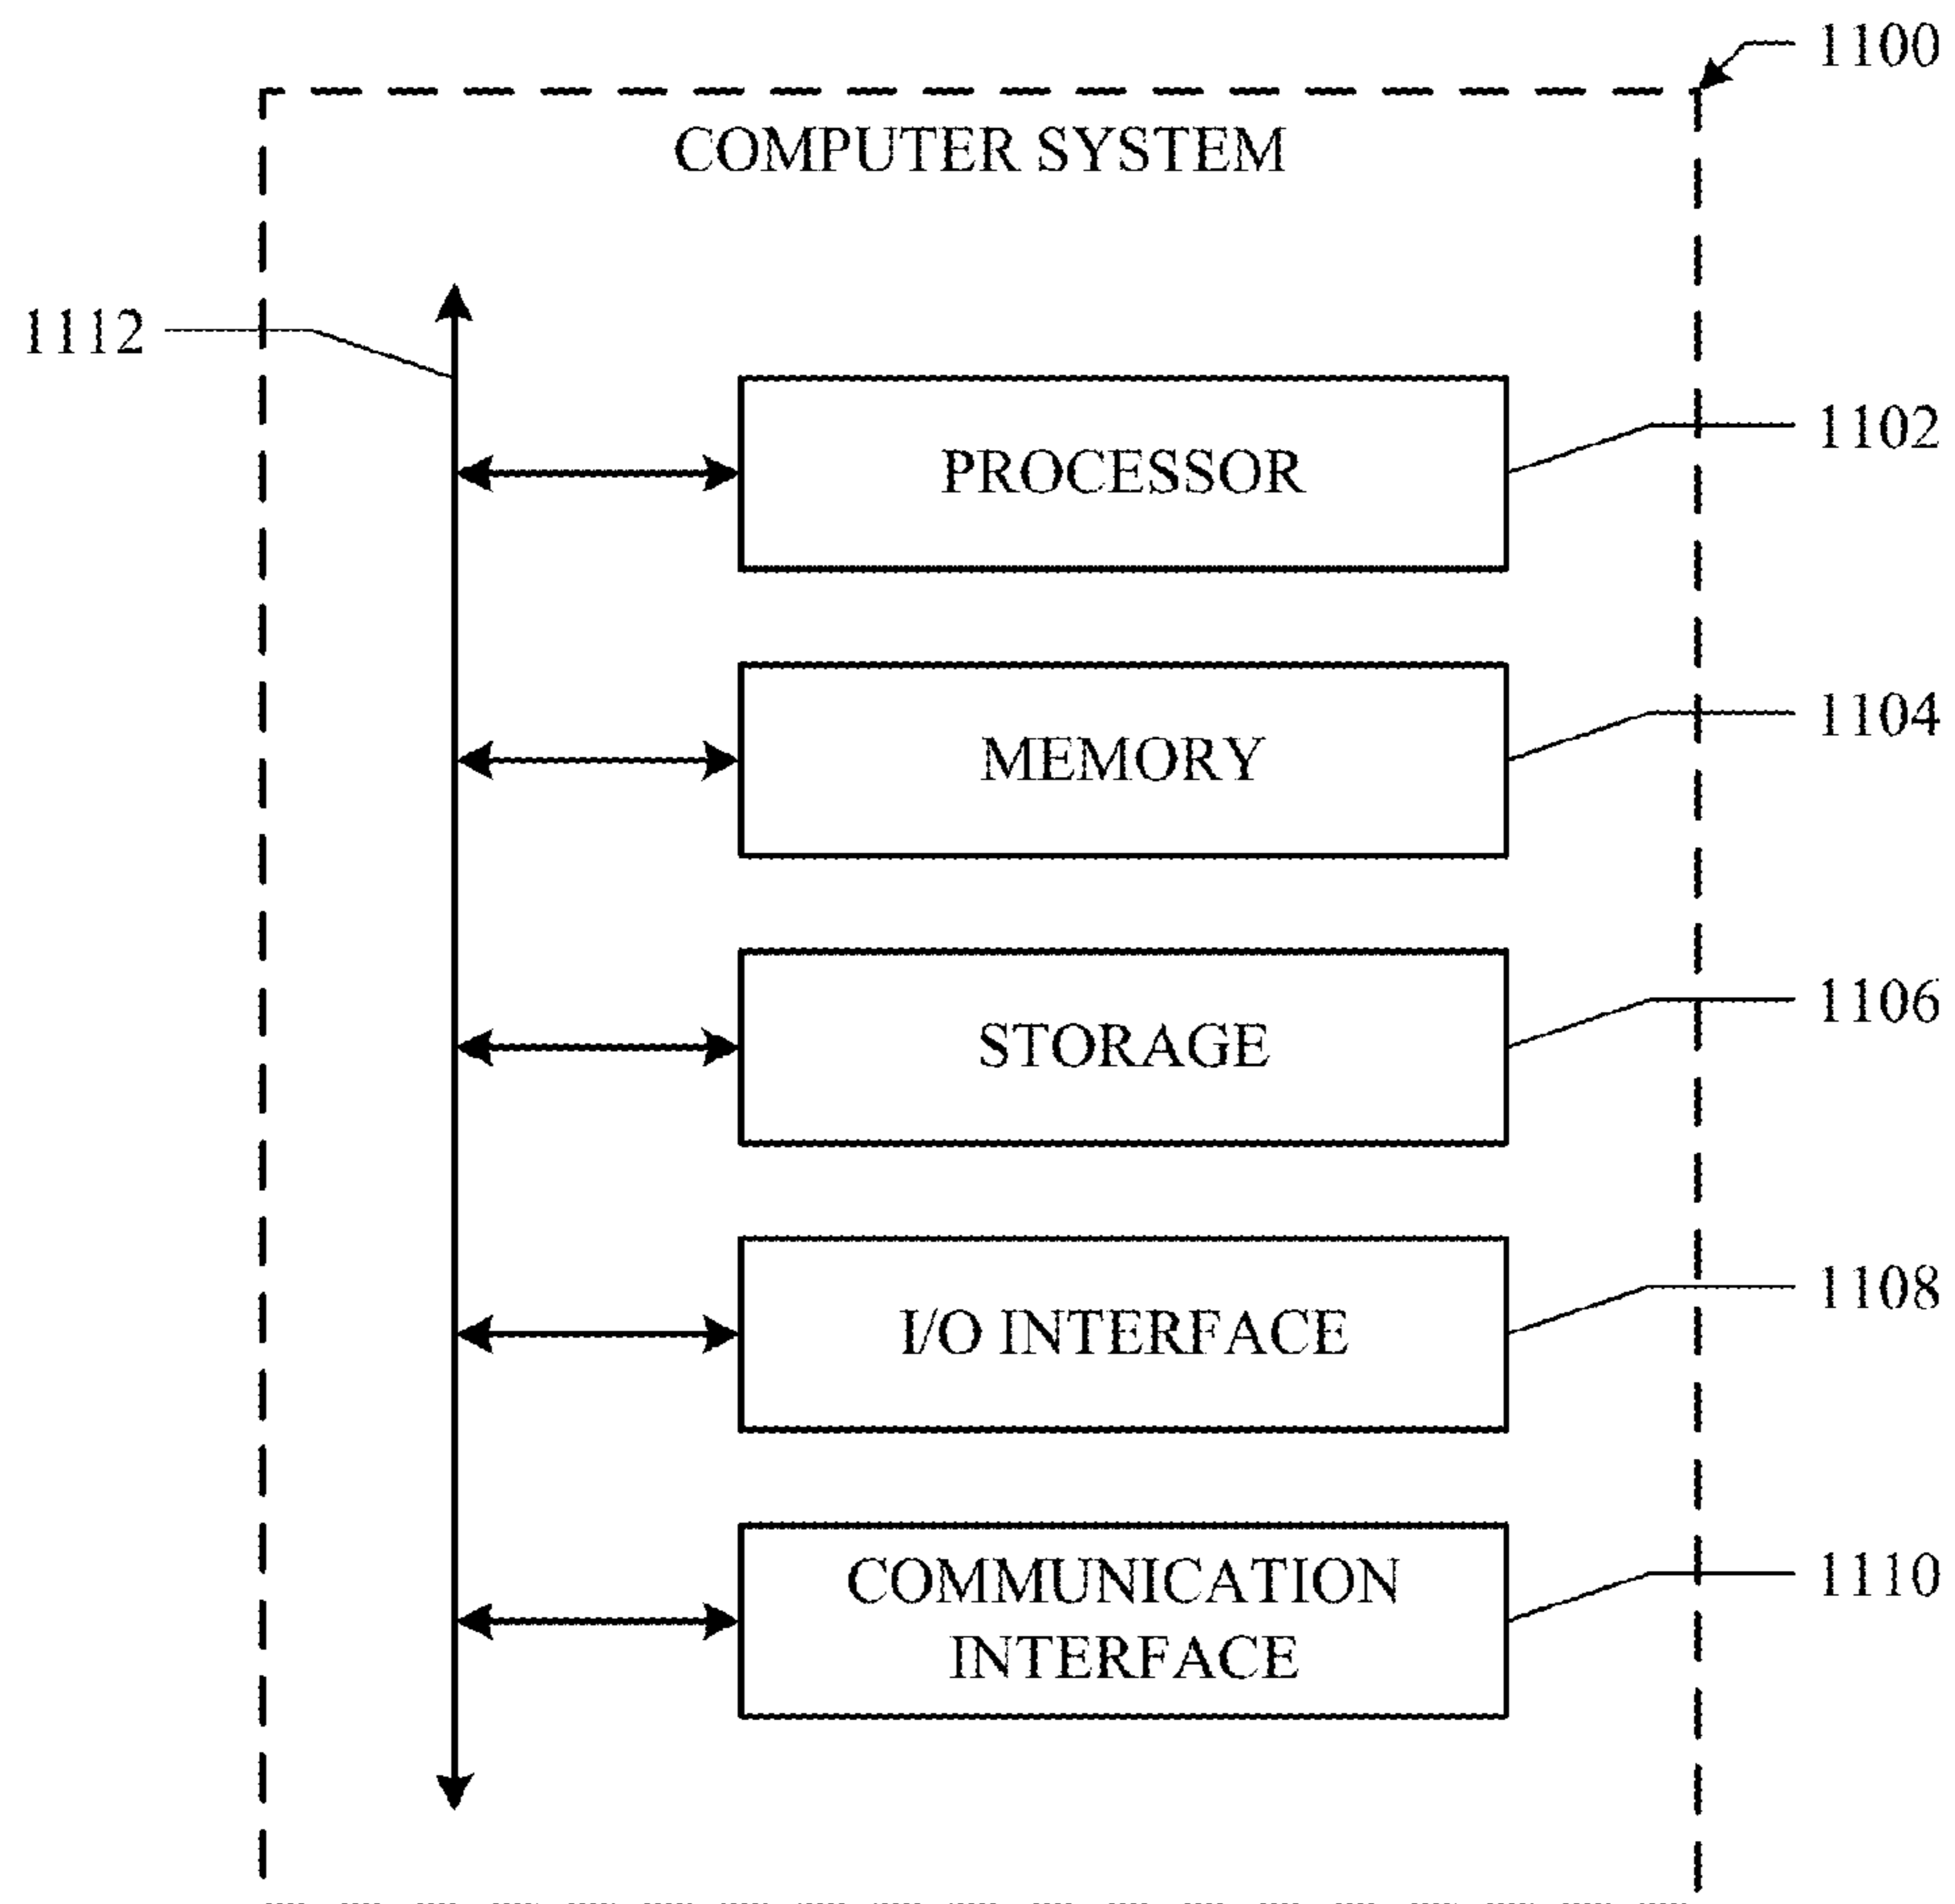 1100
COMPUTER SYSTEM
1112
PROCESSOR
1102
MEMORY
1104
STORAGE
1106
I/O INTERFACE
1108
COMMUNICATION
INTERFACE
1110